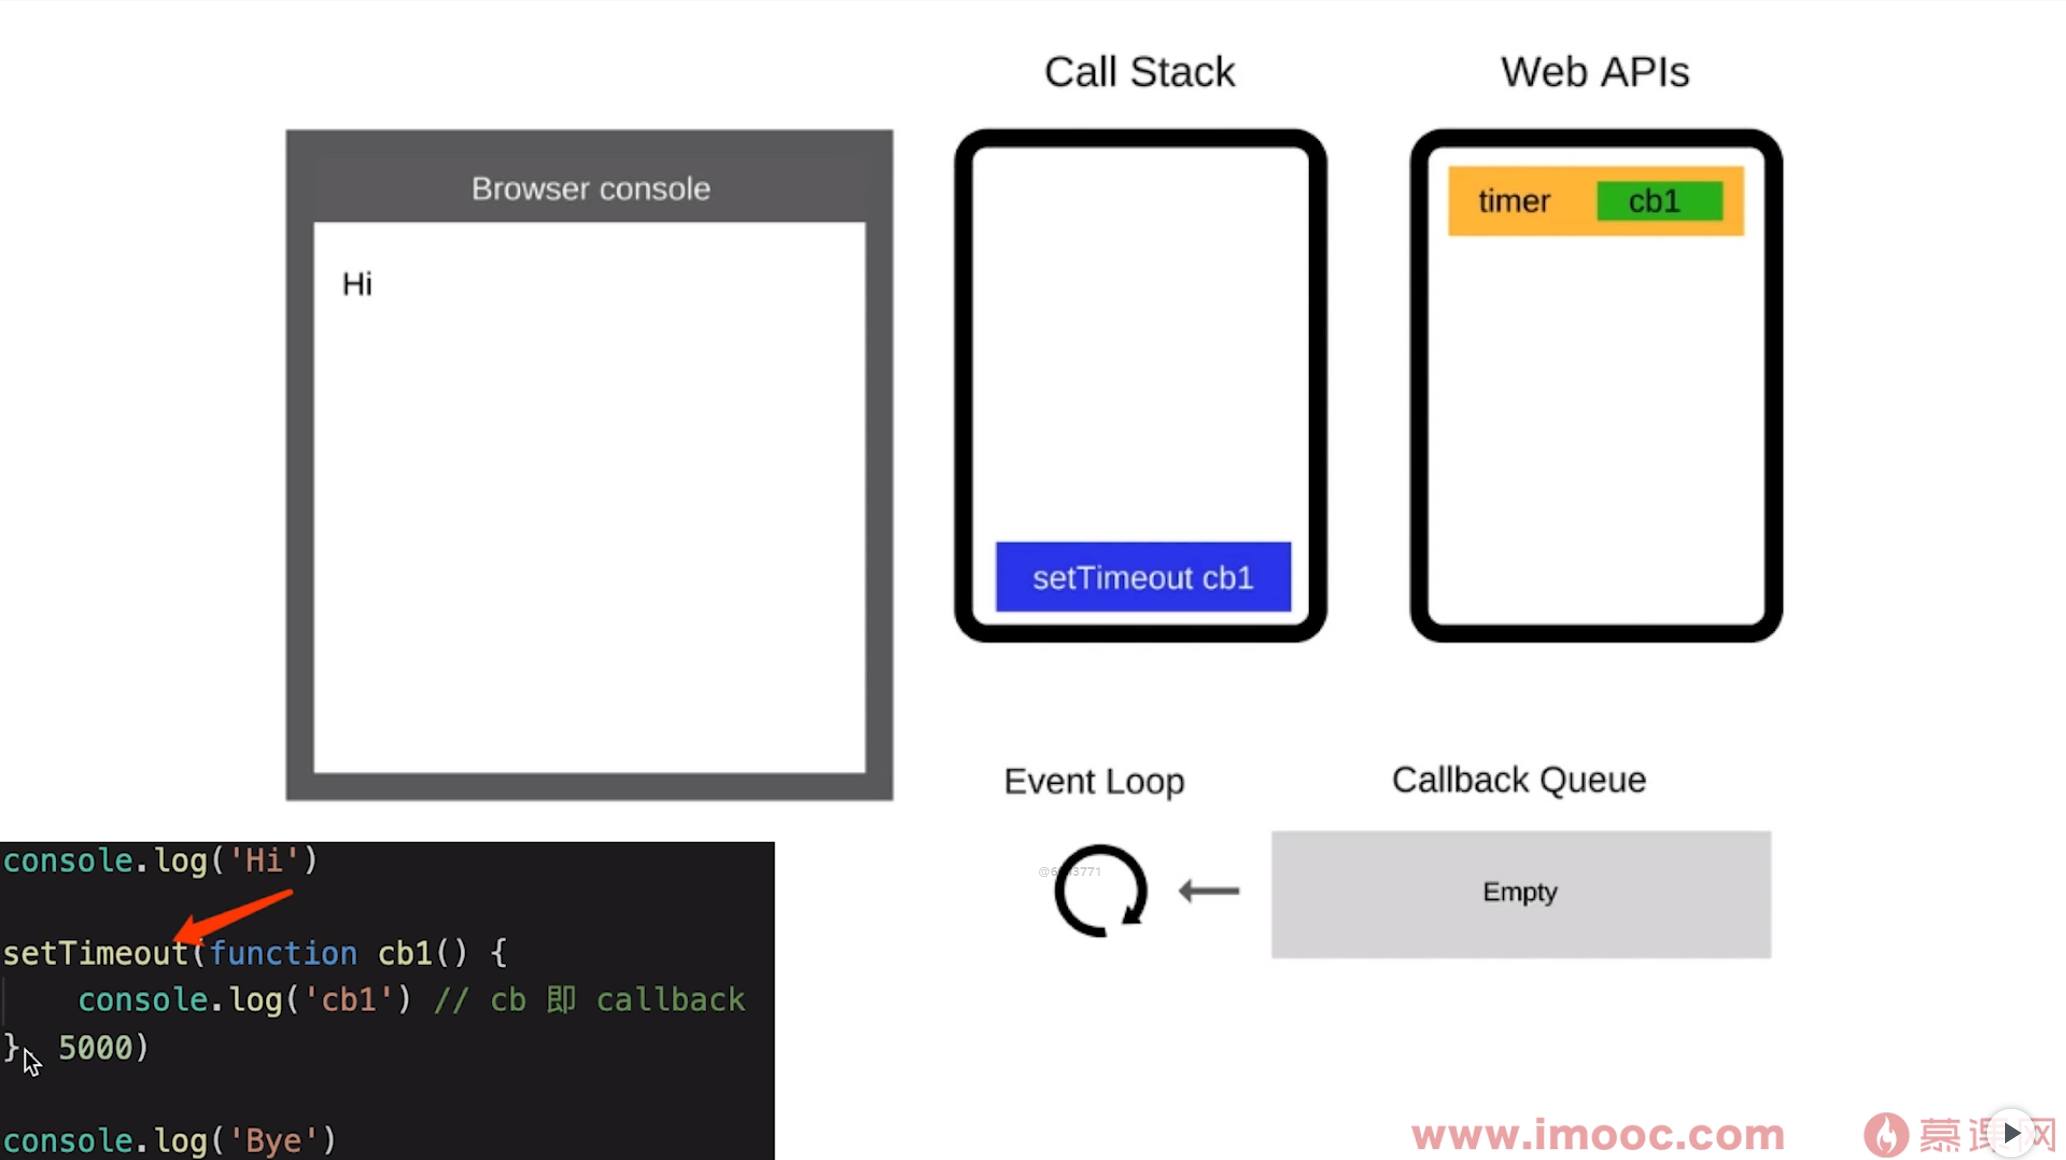 Call Stack
Web APIs
Browser console
timer
cb1
Hi
setTimeout cb1
Event Loop
Callback Queue
Empty
console.log('Hi')
setTimeout(function cb1() {
console.log('cb1') // cb 即 callback
} 5000)
console.log('Bye')
www.imooc.com
慕课网